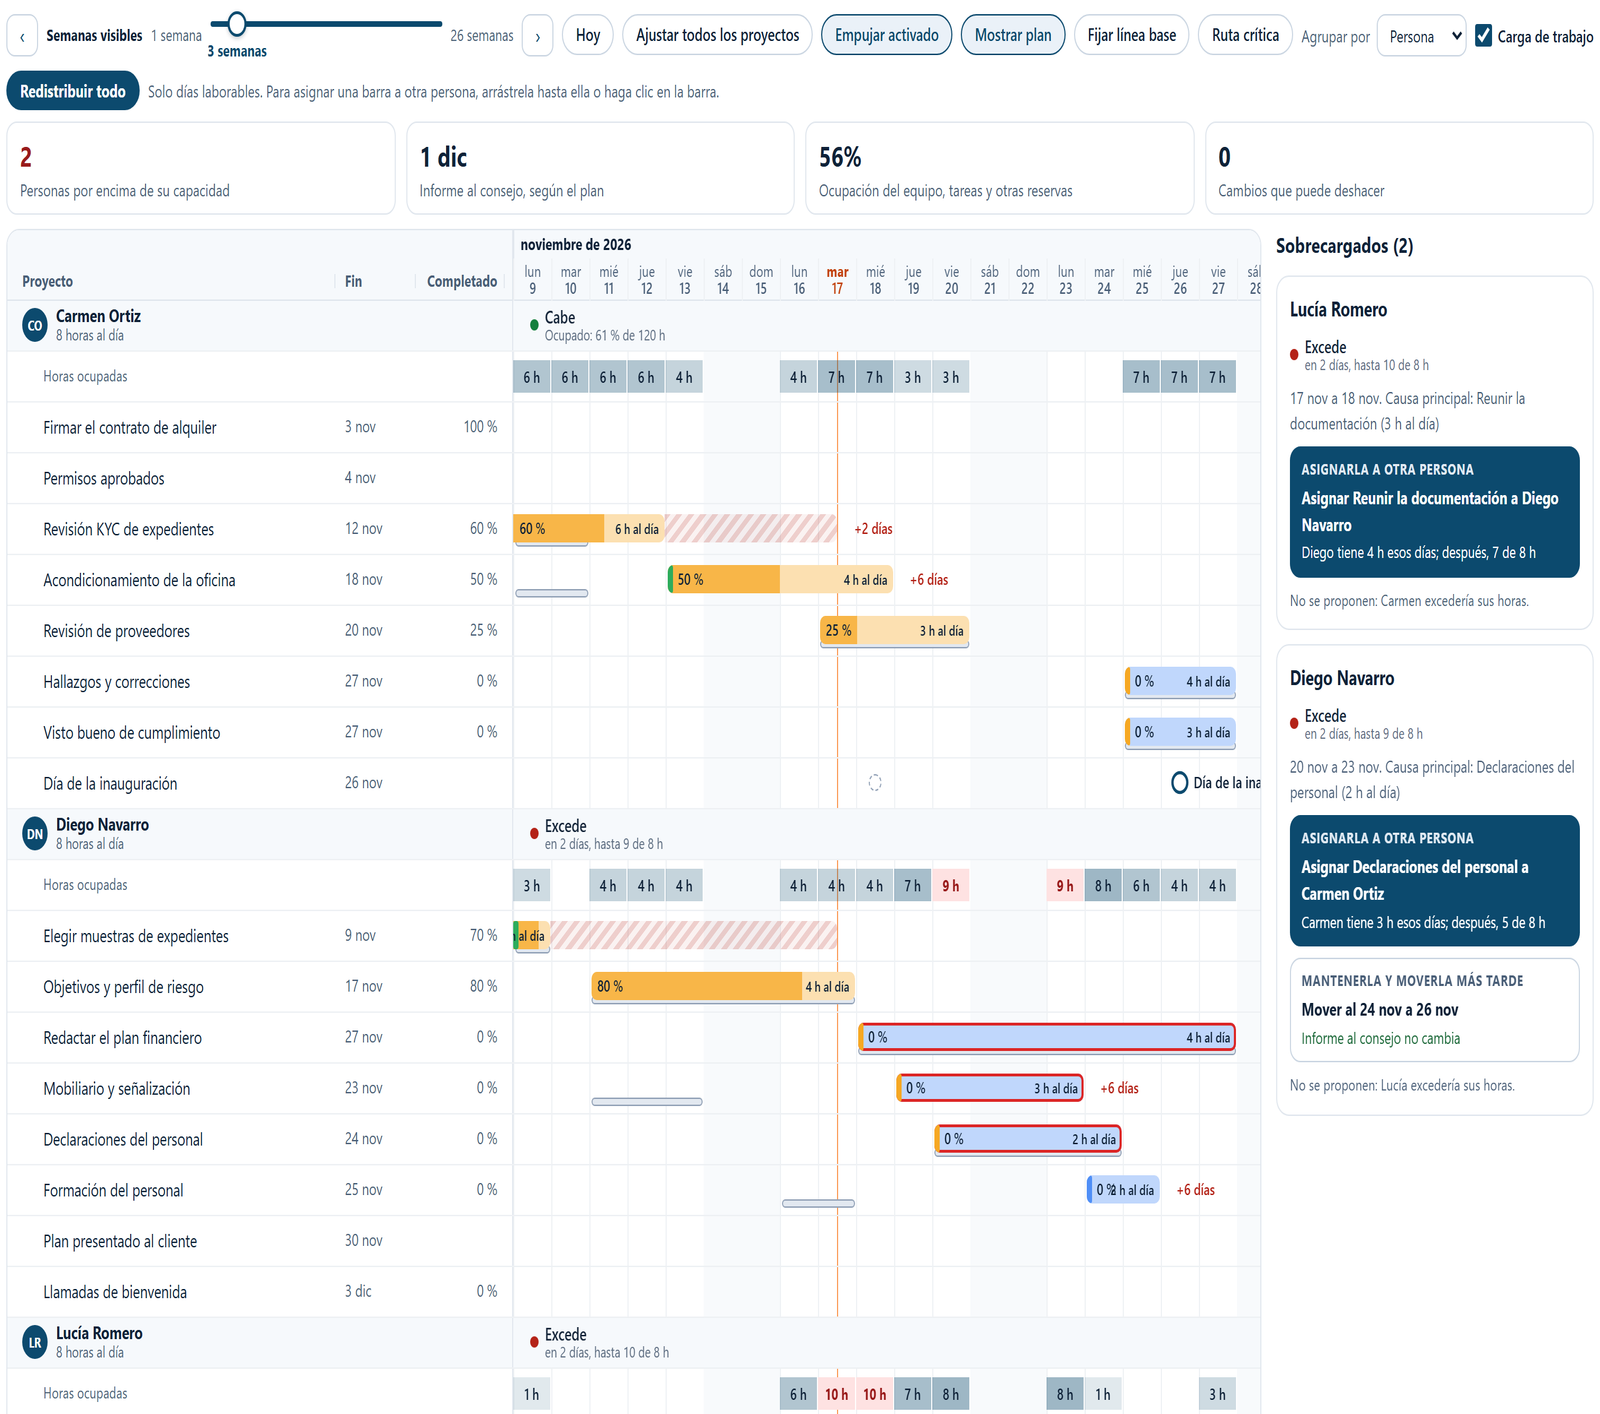 ‹ Semanas visibles 1 semana 3 semanas 26 semanas › Hoy Ajustar todos los proyectos Empujar activado Mostrar plan Fijar línea base Ruta crítica Agrupar por Persona Carga de trabajo
Redistribuir todo Solo días laborables. Para asignar una barra a otra persona, arrástrela hasta ella o haga clic en la barra.
2
Personas por encima de su capacidad
1 dic
Informe al consejo, según el plan
56%
Ocupación del equipo, tareas y otras reservas
0
Cambios que puede deshacer
noviembre de 2026
Proyecto Fin Completado
lun mar mié jue vie sáb dom lun mar mié jue vie sáb dom lun mar mié jue vie sáb
9 10 11 12 13 14 15 16 17 18 19 20 21 22 23 24 25 26 27 28
CO Carmen Ortiz
8 horas al día
Cabe
Ocupado: 61 % de 120 h
Horas ocupadas 6 h 6 h 6 h 6 h 4 h 4 h 7 h 7 h 3 h 3 h 7 h 7 h 7 h
Firmar el contrato de alquiler 3 nov 100 %
Permisos aprobados 4 nov
Revisión KYC de expedientes 12 nov 60 % 60 % 6 h al día +2 días
Acondicionamiento de la oficina 18 nov 50 % 50 % 4 h al día +6 días
Revisión de proveedores 20 nov 25 % 25 % 3 h al día
Hallazgos y correcciones 27 nov 0 % 0 % 4 h al día
Visto bueno de cumplimiento 27 nov 0 % 0 % 3 h al día
Día de la inauguración 26 nov Día de la ina
DN Diego Navarro
8 horas al día
Excede
en 2 días, hasta 9 de 8 h
Horas ocupadas 3 h 4 h 4 h 4 h 4 h 4 h 4 h 7 h 9 h 9 h 8 h 6 h 4 h 4 h
Elegir muestras de expedientes 9 nov 70 % al día
Objetivos y perfil de riesgo 17 nov 80 % 80 % 4 h al día
Redactar el plan financiero 27 nov 0 % 0 % 4 h al día
Mobiliario y señalización 23 nov 0 % 0 % 3 h al día +6 días
Declaraciones del personal 24 nov 0 % 0 % 2 h al día
Formación del personal 25 nov 0 % 0 % h al día +6 días
Plan presentado al cliente 30 nov
Llamadas de bienvenida 3 dic 0 %
LR Lucía Romero
8 horas al día
Excede
en 2 días, hasta 10 de 8 h
Horas ocupadas 1 h 6 h 10 h 10 h 7 h 8 h 8 h 1 h 3 h
Sobrecargados (2)
Lucía Romero
Excede
en 2 días, hasta 10 de 8 h
17 nov a 18 nov. Causa principal: Reunir la
documentación (3 h al día)
ASIGNARLA A OTRA PERSONA
Asignar Reunir la documentación a Diego
Navarro
Diego tiene 4 h esos días; después, 7 de 8 h
No se proponen: Carmen excedería sus horas.
Diego Navarro
Excede
en 2 días, hasta 9 de 8 h
20 nov a 23 nov. Causa principal: Declaraciones del
personal (2 h al día)
ASIGNARLA A OTRA PERSONA
Asignar Declaraciones del personal a
Carmen Ortiz
Carmen tiene 3 h esos días; después, 5 de 8 h
MANTENERLA Y MOVERLA MÁS TARDE
Mover al 24 nov a 26 nov
Informe al consejo no cambia
No se proponen: Lucía excedería sus horas.